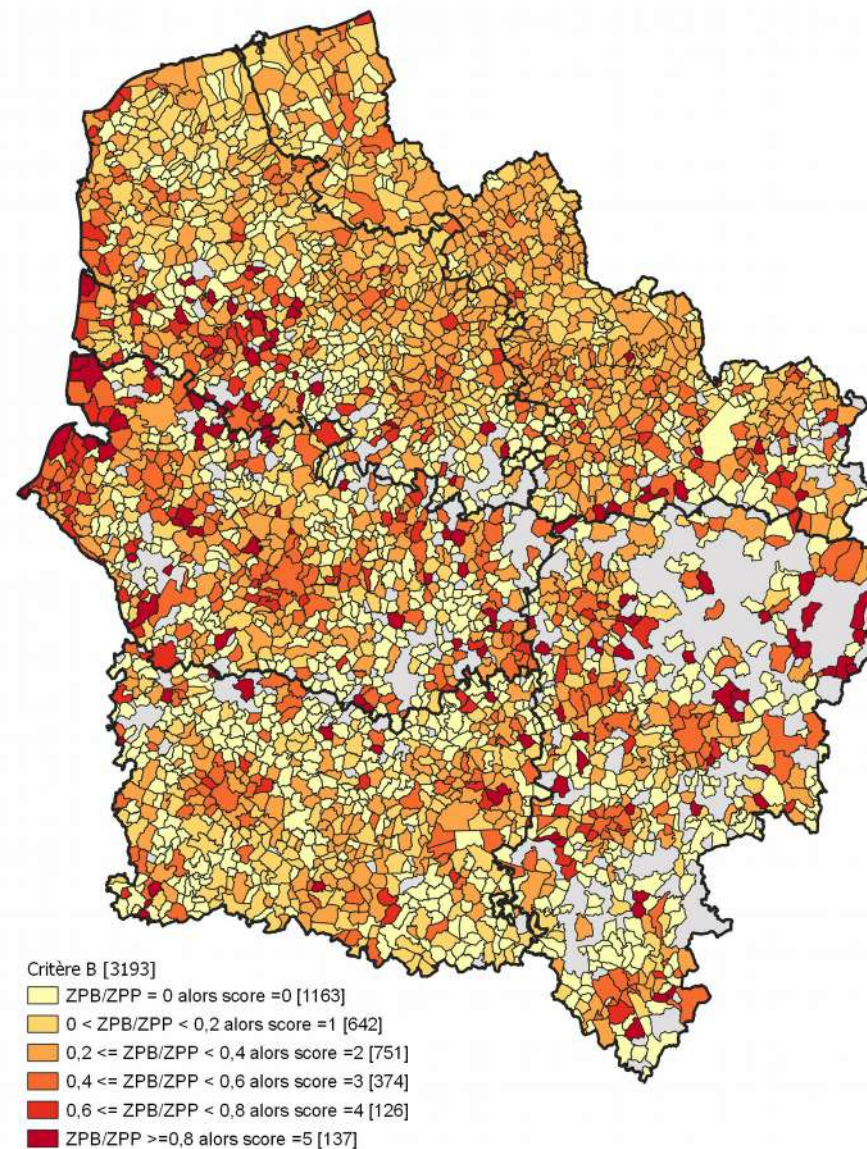 Critère B [3193]
ZPB/ZPP = 0 alors score =0 [1163]
0 < ZPB/ZPP < 0,2 alors score =1 [642]
0,2 <= ZPB/ZPP < 0,4 alors score =2 [751]
0,4 <= ZPB/ZPP < 0,6 alors score =3 [374]
0,6 <= ZPB/ZPP < 0,8 alors score =4 [126]
ZPB/ZPP >=0,8 alors score =5 [137]